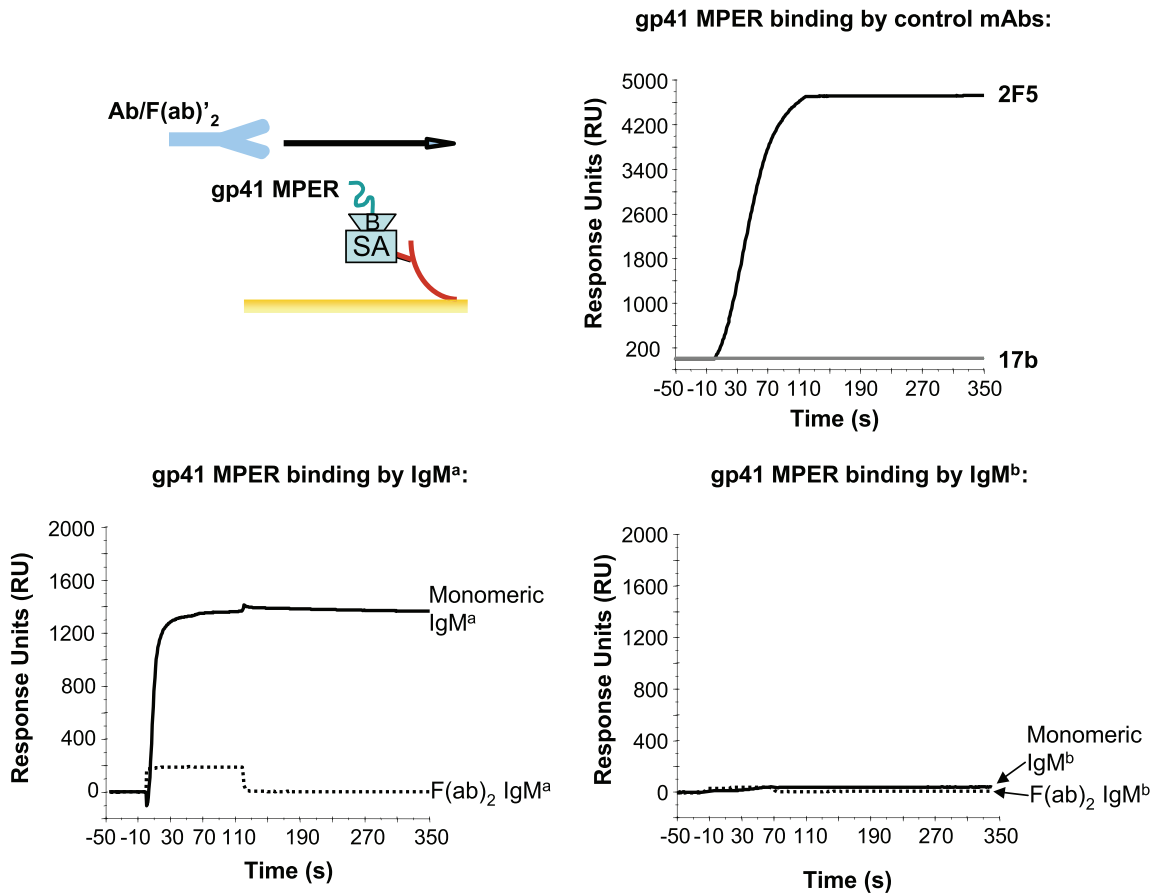 gp41 MPER binding by control mAbs:
Ab/F(ab)’₂
gp41 MPER
B
SA
Response Units (RU)
5000
4200
3400
2600
1800
1000
200
2F5
17b
-50 -10 30 70 110 190 270 350
Time (s)
gp41 MPER binding by IgMᵃ:
Response Units (RU)
2000
1600
1200
800
400
0
Monomeric
IgMᵃ
F(ab)₂ IgMᵃ
-50 -10 30 70 110 190 270 350
Time (s)
gp41 MPER binding by IgMᵇ:
Response Units (RU)
2000
1600
1200
800
400
0
Monomeric
IgMᵇ
F(ab)₂ IgMᵇ
-50 -10 30 70 110 190 270 350
Time (s)